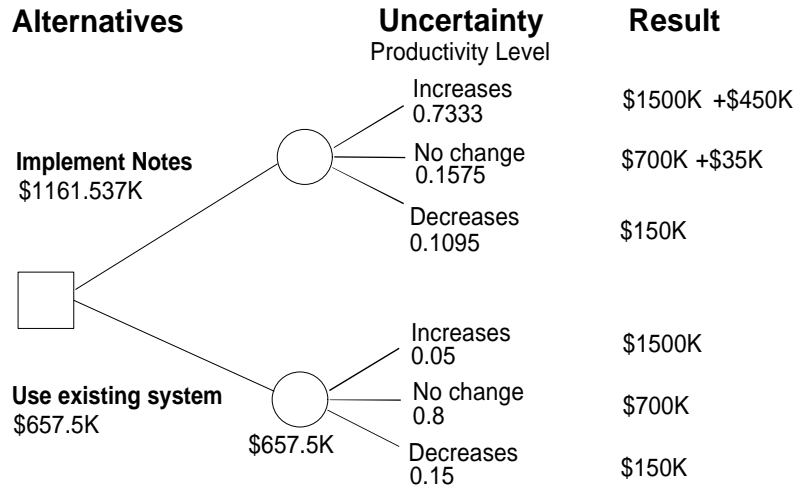 Alternatives
Uncertainty
Result
Productivity Level
Increases
0.7333
$1500K +$450K
Implement Notes
$1161.537K
No change
0.1575
$700K +$35K
Decreases
0.1095
$150K
Increases
0.05
$1500K
Use existing system
$657.5K
$657.5K
No change
0.8
$700K
Decreases
0.15
$150K